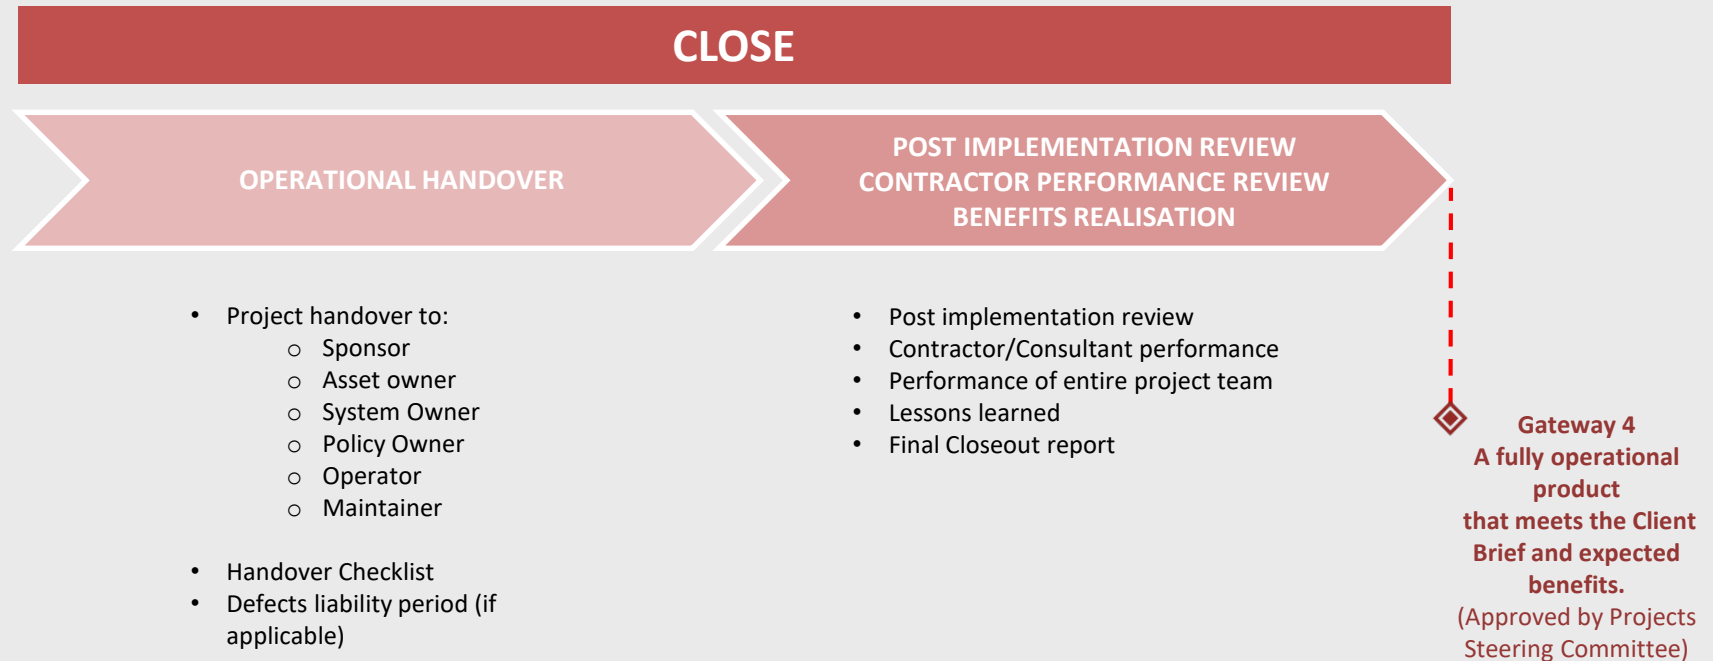 CLOSE
OPERATIONAL HANDOVER
POST IMPLEMENTATION REVIEW
CONTRACTOR PERFORMANCE REVIEW
BENEFITS REALISATION
• Project handover to:
o Sponsor
o Asset owner
o System Owner
o Policy Owner
o Operator
o Maintainer
• Handover Checklist
• Defects liability period (if
applicable)
• Post implementation review
• Contractor/Consultant performance
• Performance of entire project team
• Lessons learned
• Final Closeout report
Gateway 4
A fully operational
product
that meets the Client
Brief and expected
benefits.
(Approved by Projects
Steering Committee)